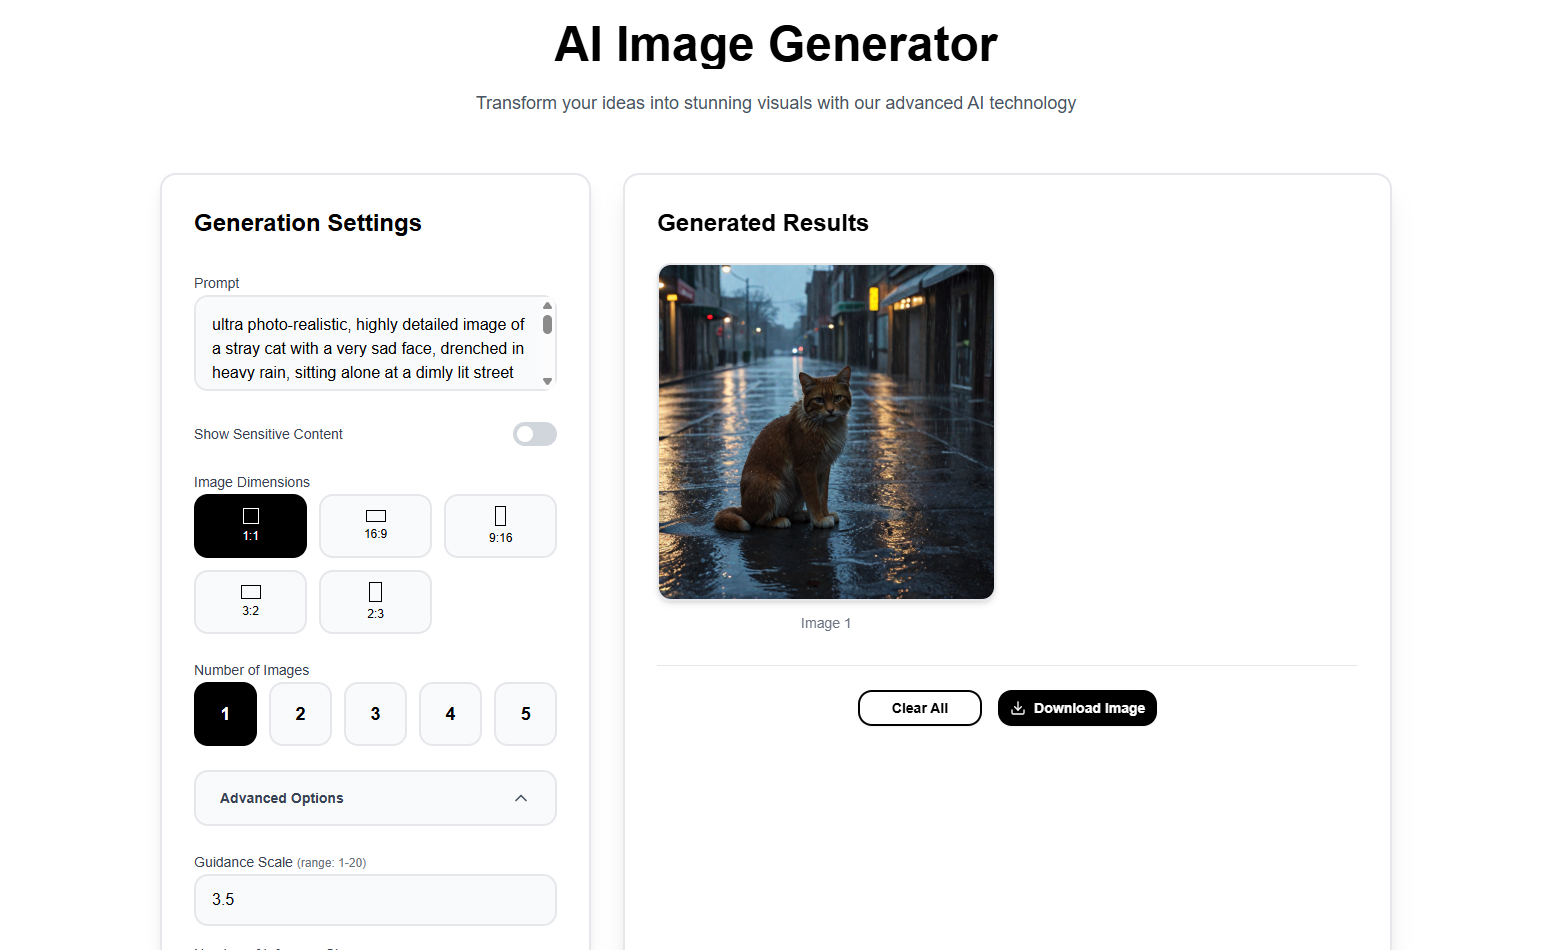 AI Image Generator
Transform your ideas into stunning visuals with our advanced AI technology
Generation Settings
Prompt
ultra photo-realistic, highly detailed image of
a stray cat with a very sad face, drenched in
heavy rain, sitting alone at a dimly lit street
Show Sensitive Content
Image Dimensions
1:1
16:9
9:16
3:2
2:3
Number of Images
1
2
3
4
5
Advanced Options
Guidance Scale (range: 1-20)
3.5
Generated Results
Image 1
Clear All
Download Image